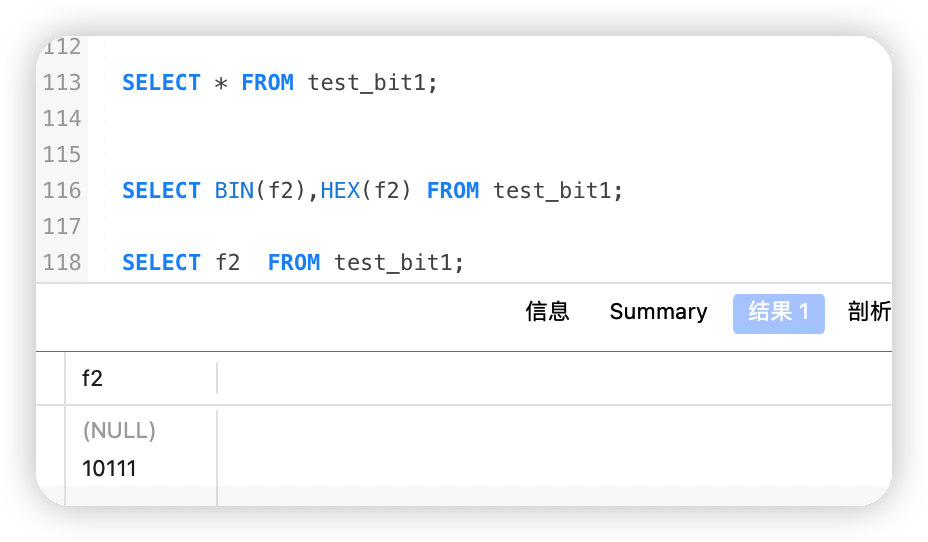 112
113 SELECT * FROM test_bit1;
114
115
116 SELECT BIN(f2),HEX(f2) FROM test_bit1;
117
118 SELECT f2  FROM test_bit1;
信息 Summary 结果 1 剖析
f2
(NULL)
10111